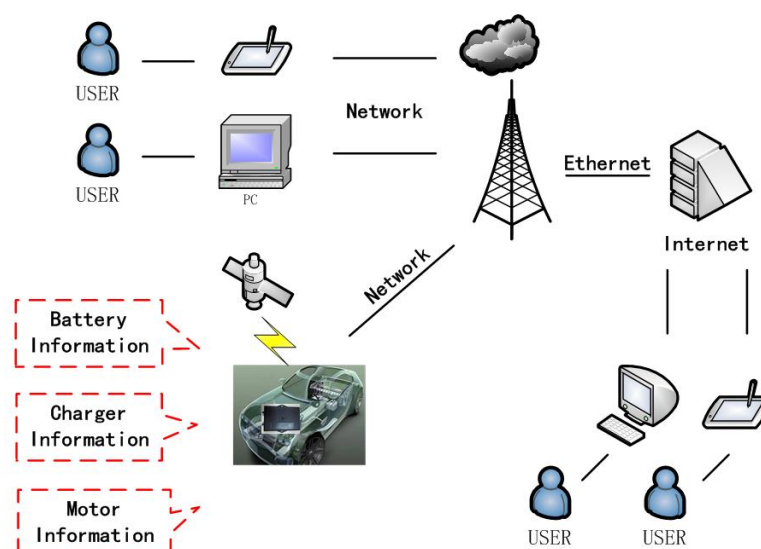 USER
Network
USER
PC
Ethernet
Internet
Network
Battery
Information
Charger
Information
Motor
Information
USER
USER